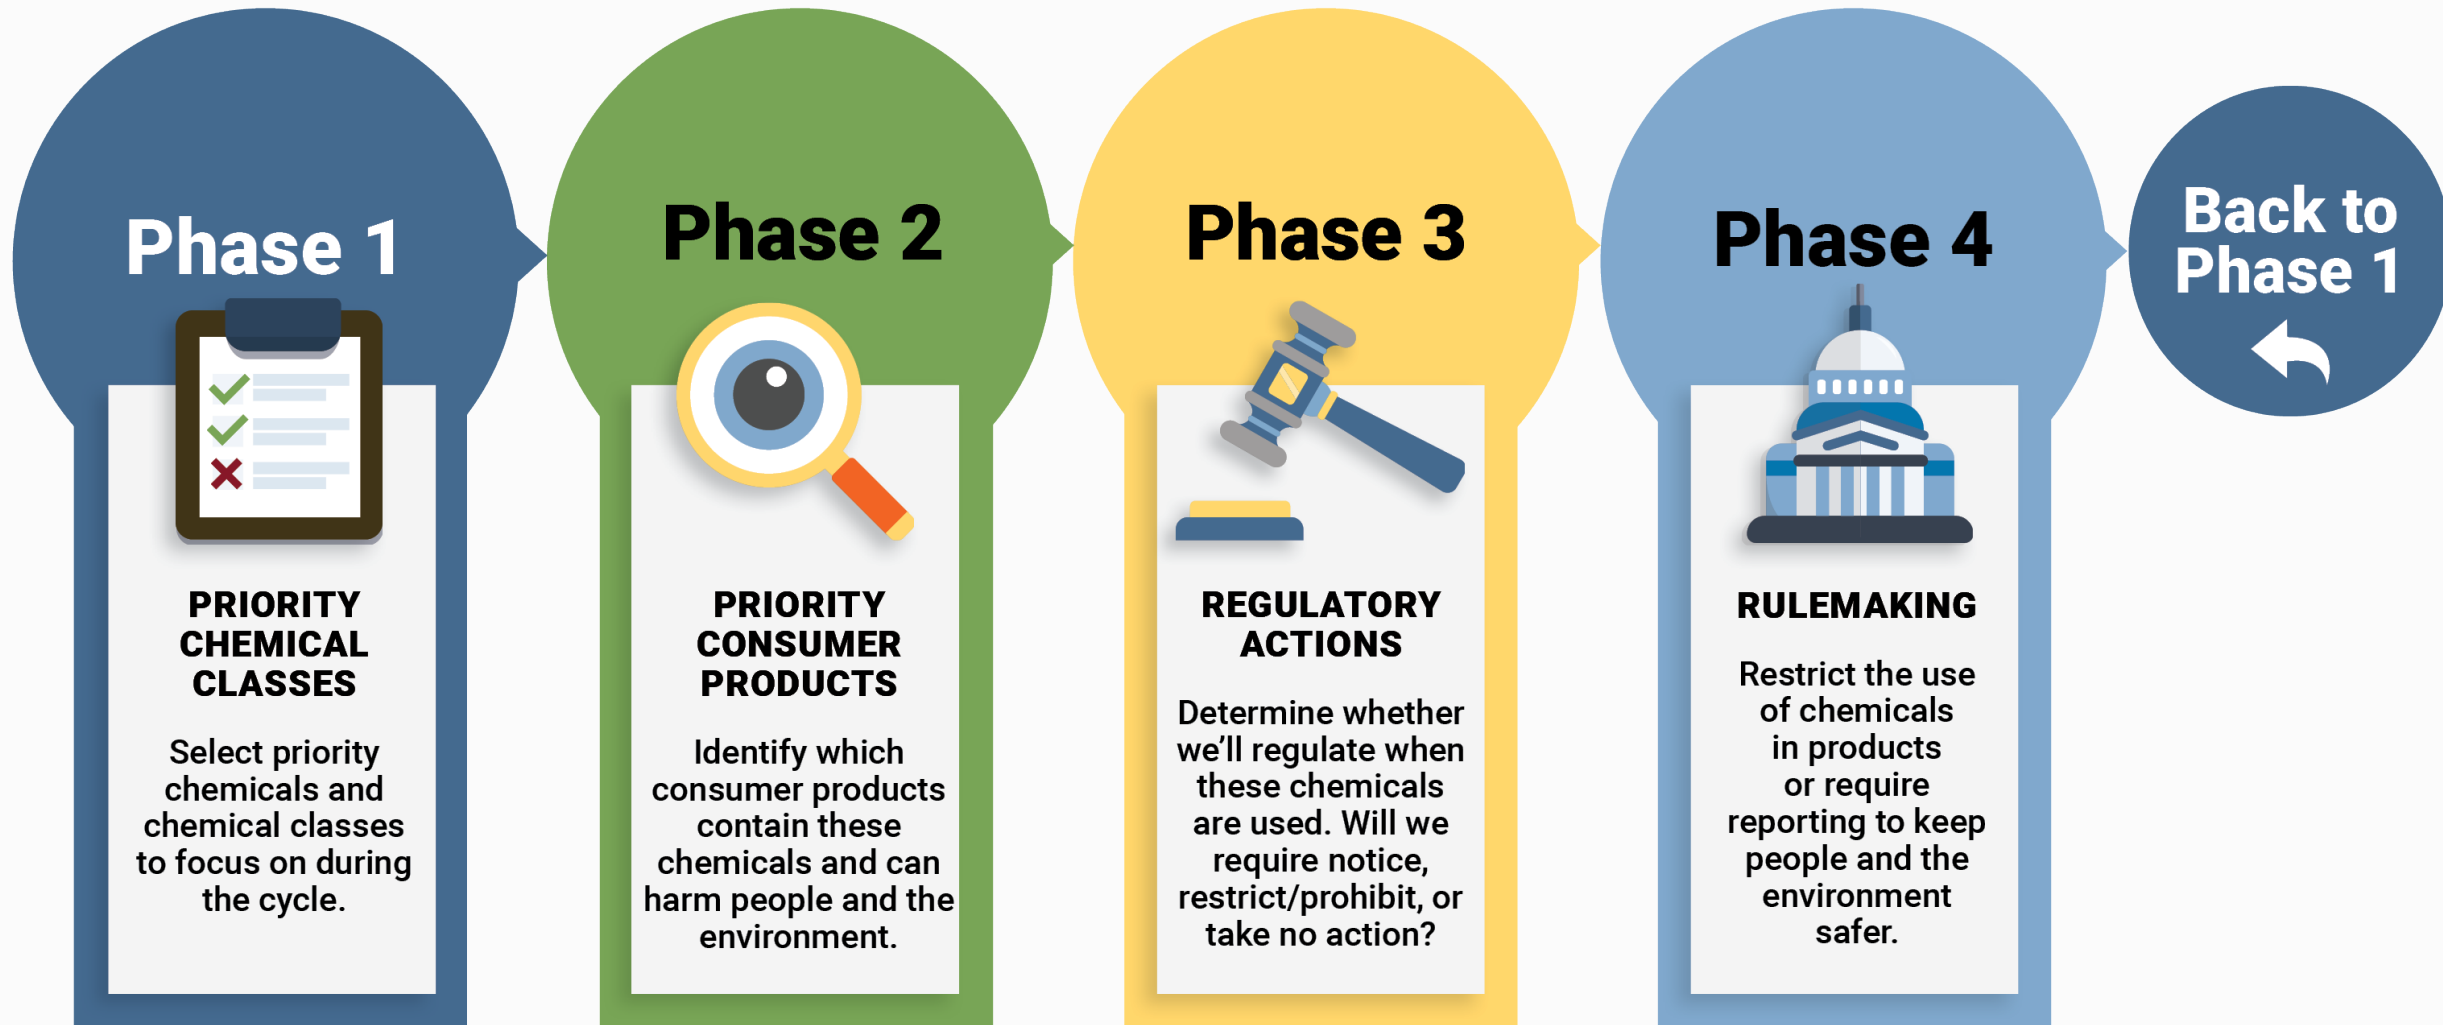 Phase 1
PRIORITY
CHEMICAL
CLASSES
Select priority
chemicals and
chemical classes
to focus on during
the cycle.
Phase 2
PRIORITY
CONSUMER
PRODUCTS
Identify which
consumer products
contain these
chemicals and can
harm people and the
environment.
Phase 3
REGULATORY
ACTIONS
Determine whether
we’ll regulate when
these chemicals
are used. Will we
require notice,
restrict/prohibit, or
take no action?
Phase 4
RULEMAKING
Restrict the use
of chemicals
in products
or require
reporting to keep
people and the
environment
safer.
Back to
Phase 1